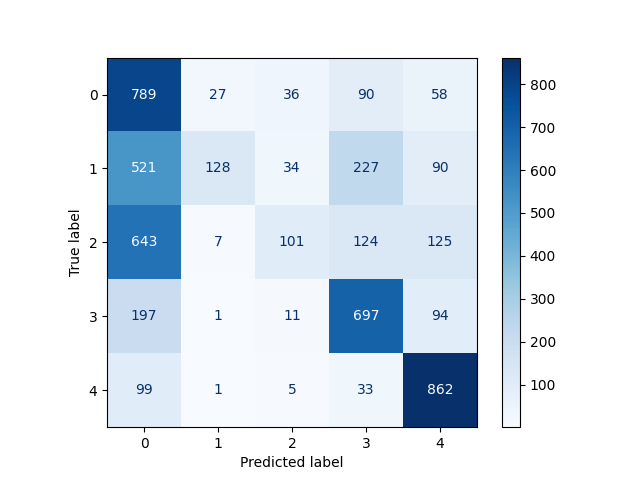 0 789 27 36 90 58
1 521 128 34 227 90
2 643 7 101 124 125
3 197 1 11 697 94
4 99 1 5 33 862
0 1 2 3 4
True label
Predicted label
800
700
600
500
400
300
200
100